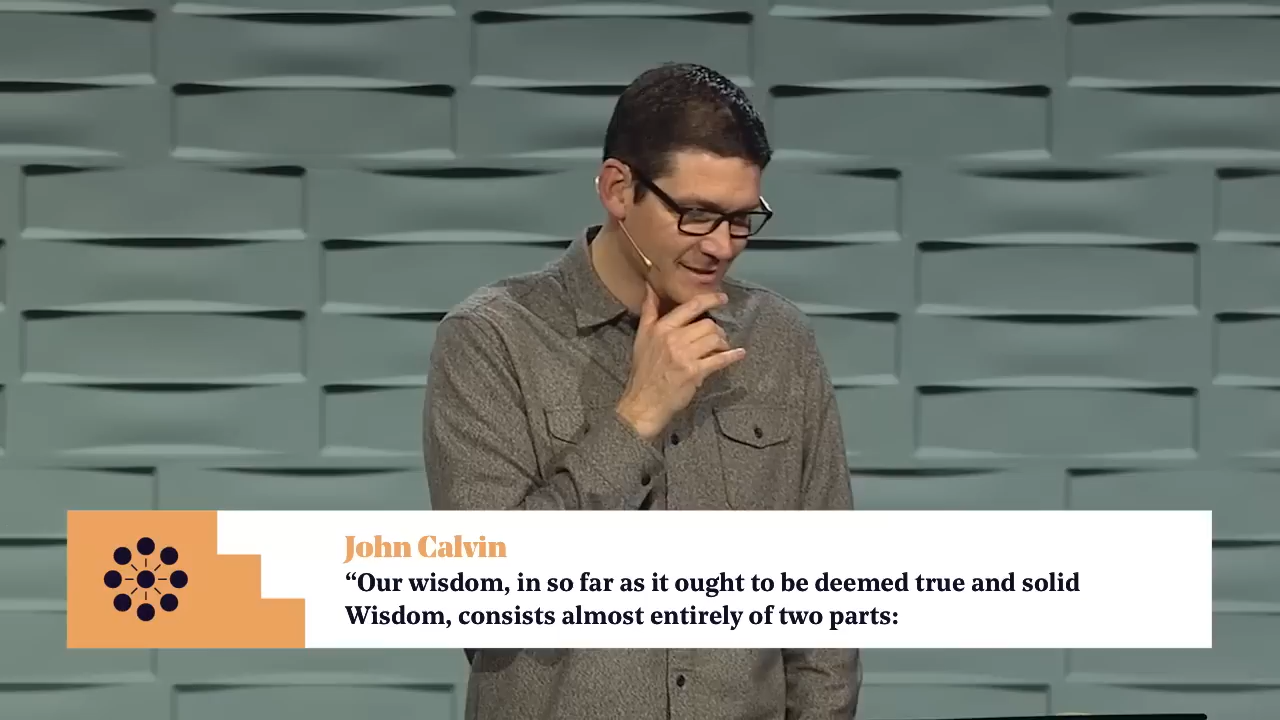 John Calvin
“Our wisdom, in so far as it ought to be deemed true and solid
Wisdom, consists almost entirely of two parts: